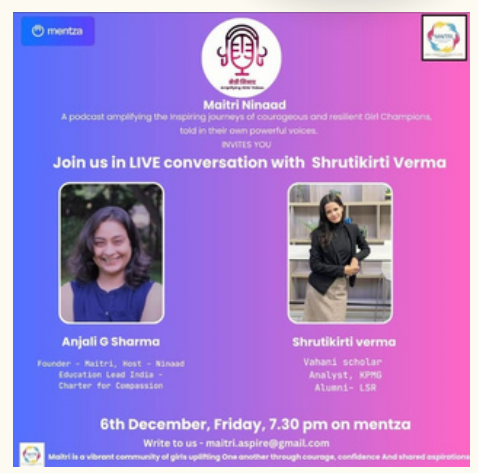 mentza
MAITRI
मैत्री निनाद
Amplifying Girls Voices
Maitri Ninaad
A podcast amplifying the inspiring journeys of courageous and resilient Girl Champions,
told in their own powerful voices.
INVITES YOU
Join us in LIVE conversation with Shrutikirti Verma
Anjali G Sharma
Founder - Maitri, Host - Ninaad
Education Lead India -
Charter for Compassion
Shrutikirti verma
Vahani scholar
Analyst, KPMG
Alumni- LSR
6th December, Friday, 7.30 pm on mentza
Write to us - maitri.aspire@gmail.com
Maitri is a vibrant community of girls uplifting One another through courage, confidence And shared aspirations